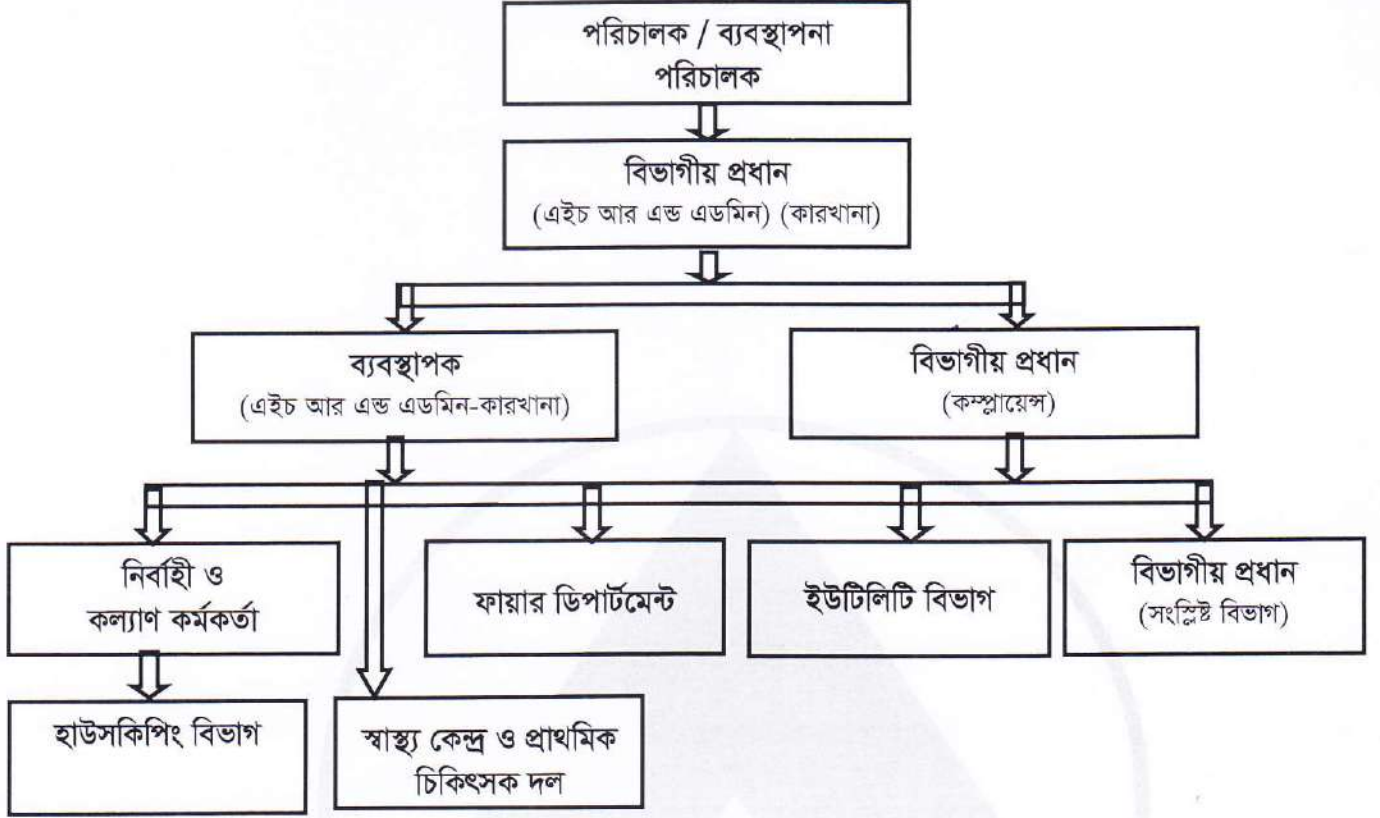 পরিচালক / ব্যবস্থাপনা
পরিচালক
বিভাগীয় প্রধান
(এইচ আর এন্ড এডমিন) (কারখানা)
ব্যবস্থাপক
(এইচ আর এন্ড এডমিন-কারখানা)
বিভাগীয় প্রধান
(কমপ্লায়েন্স)
নির্বাহী ও
কল্যাণ কর্মকর্তা
ফায়ার ডিপার্টমেন্ট
ইউটিলিটি বিভাগ
বিভাগীয় প্রধান
(সংস্লিষ্ট বিভাগ)
হাউসকিপিং বিভাগ
স্বাস্থ্য কেন্দ্র ও প্রাথমিক
চিকিৎসক দল